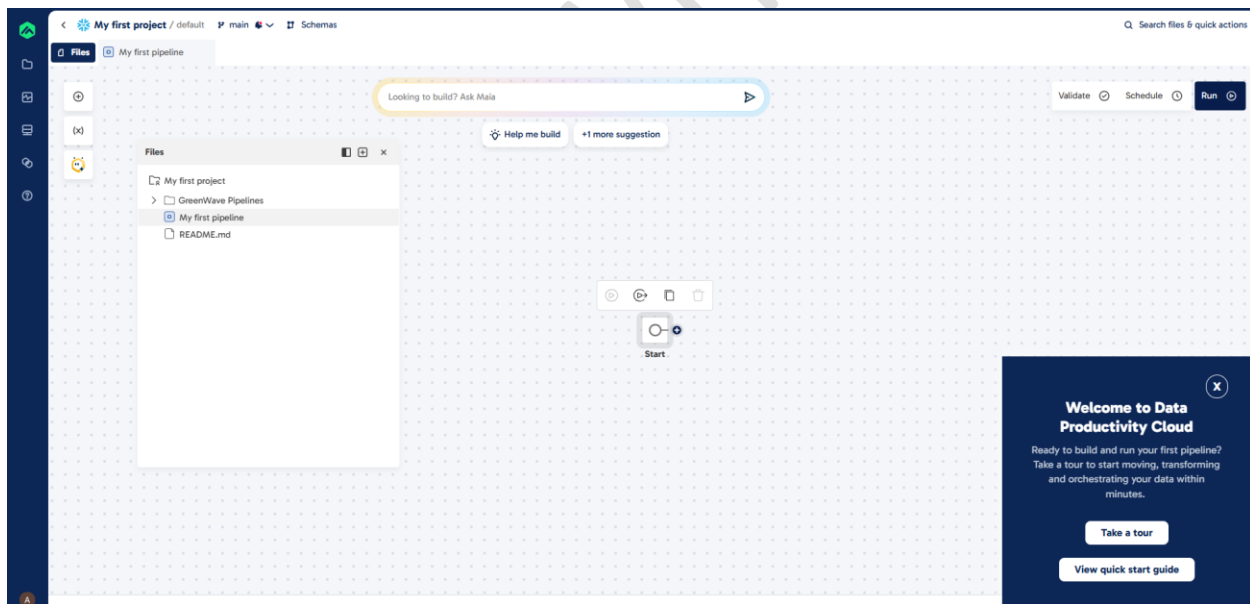 My first project / default main Schemas
Search files & quick actions
Files My first pipeline
Looking to build? Ask Maia
Validate Schedule Run
(x)
Help me build +1 more suggestion
Files
My first project
GreenWave Pipelines
My first pipeline
README.md
Start
X
Welcome to Data
Productivity Cloud
Ready to build and run your first pipeline?
Take a tour to start moving, transforming
and orchestrating your data within
minutes.
Take a tour
View quick start guide
A